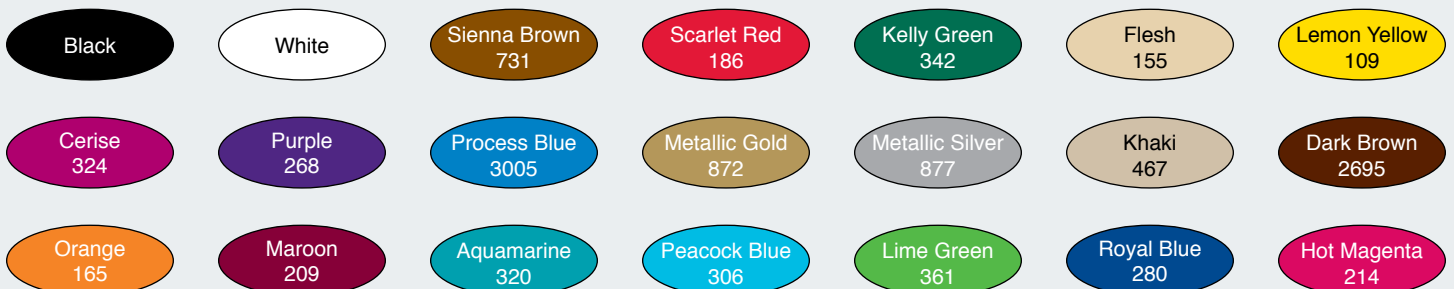 Black
White
Sienna Brown
731
Scarlet Red
186
Kelly Green
342
Flesh
155
Lemon Yellow
109
Cerise
324
Purple
268
Process Blue
3005
Metallic Gold
872
Metallic Silver
877
Khaki
467
Dark Brown
2695
Orange
165
Maroon
209
Aquamarine
320
Peacock Blue
306
Lime Green
361
Royal Blue
280
Hot Magenta
214